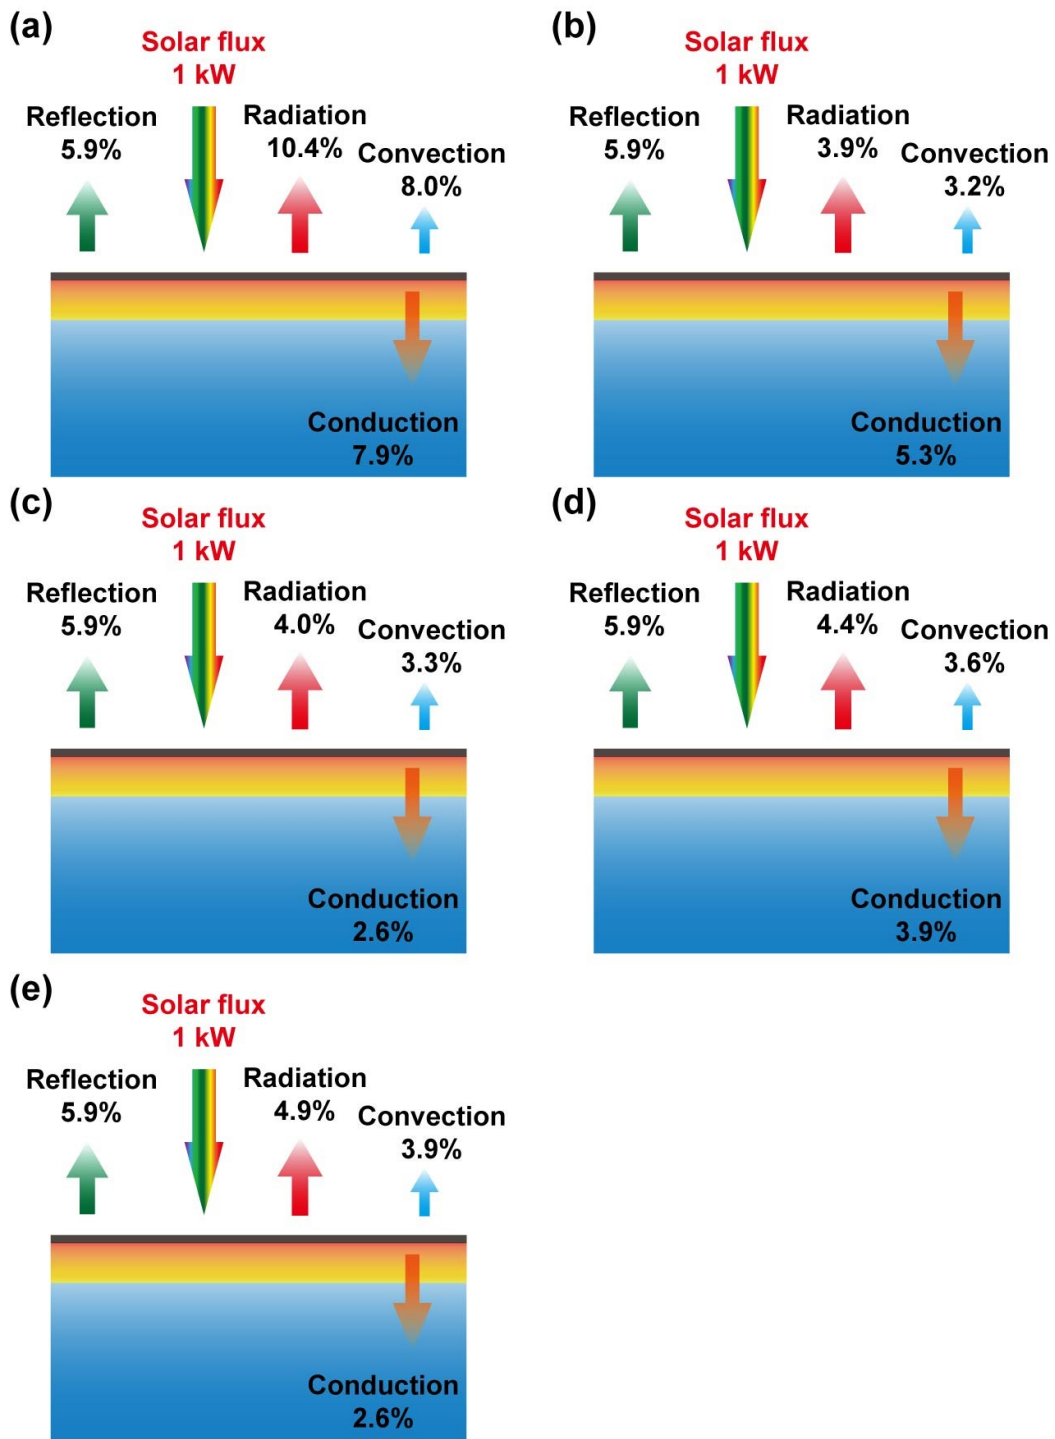 (a)
Solar flux
1 kW
Reflection
5.9%
Radiation
10.4%
Convection
8.0%
Conduction
7.9%
(b)
Solar flux
1 kW
Reflection
5.9%
Radiation
3.9%
Convection
3.2%
Conduction
5.3%
(c)
Solar flux
1 kW
Reflection
5.9%
Radiation
4.0%
Convection
3.3%
Conduction
2.6%
(d)
Solar flux
1 kW
Reflection
5.9%
Radiation
4.4%
Convection
3.6%
Conduction
3.9%
(e)
Solar flux
1 kW
Reflection
5.9%
Radiation
4.9%
Convection
3.9%
Conduction
2.6%